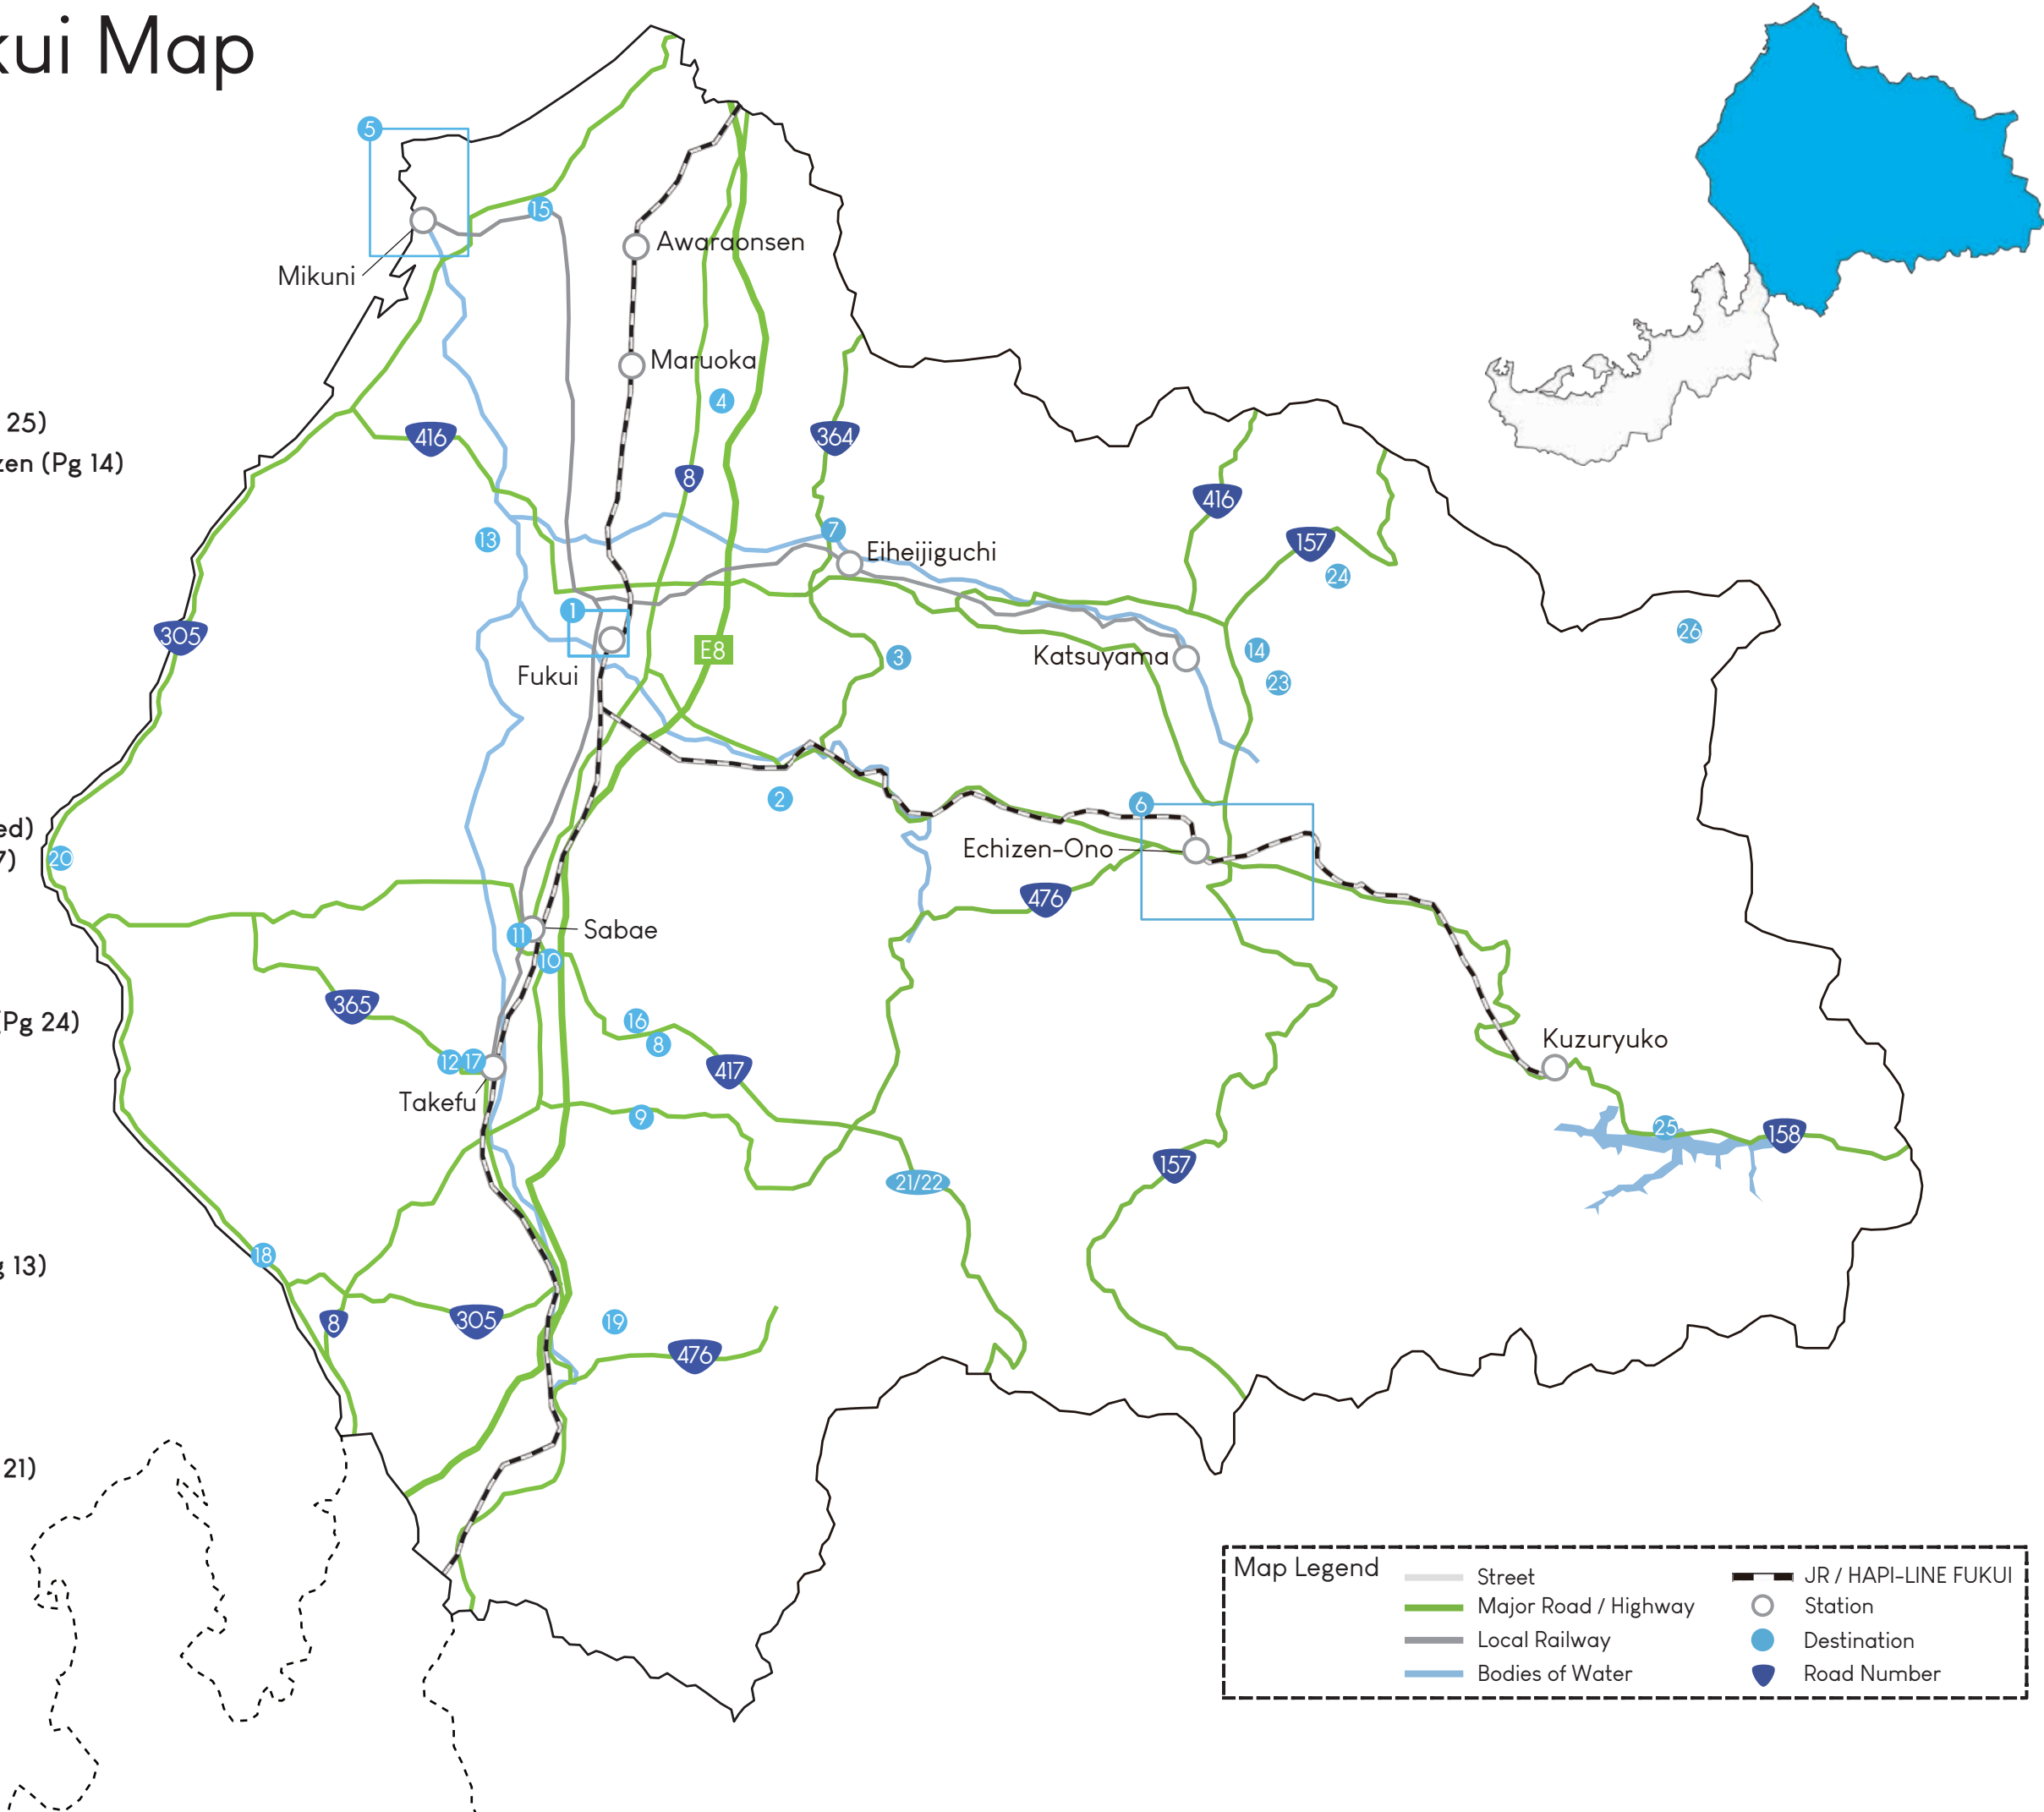 kui Map
25)
zen (Pg 14)
ed)
7)
(Pg 24)
g 13)
21)
5
15
Mikuni
Awaraonsen
Maruoka
4
416
364
8
416
13
7
Eiheijiguchi
157
24
1
305
E8
3
Katsuyama
14
26
Fukui
23
2
6
20
Echizen-Ono
476
11
Sabae
10
365
16
8
12
17
417
Kuzuryuko
Takefu
9
25
158
157
21/22
18
8
305
19
476
Map Legend
Street
Major Road / Highway
Local Railway
Bodies of Water
JR / HAPI-LINE FUKUI
Station
Destination
Road Number